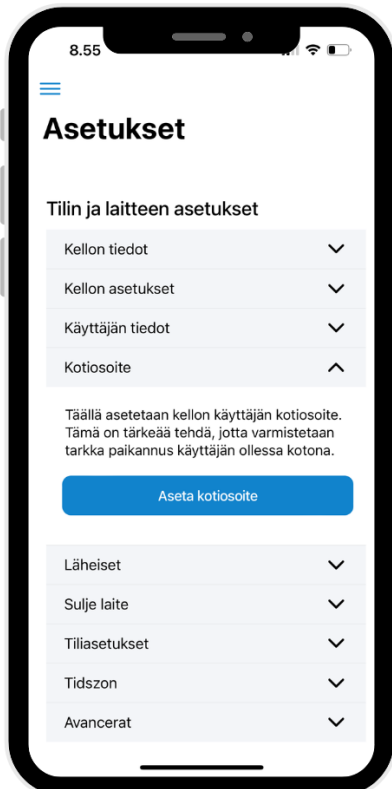 8.55
Asetukset
Tilin ja laitteen asetukset
Kellon tiedot
Kellon asetukset
Käyttäjän tiedot
Kotiosoite
Täällä asetetaan kellon käyttäjän kotiosoite.
Tämä on tärkeää tehdä, jotta varmistetaan
tarkka paikannus käyttäjän ollessa kotona.
Aseta kotiosoite
Läheiset
Sulje laite
Tiliasetukset
Tidszon
Avancerat